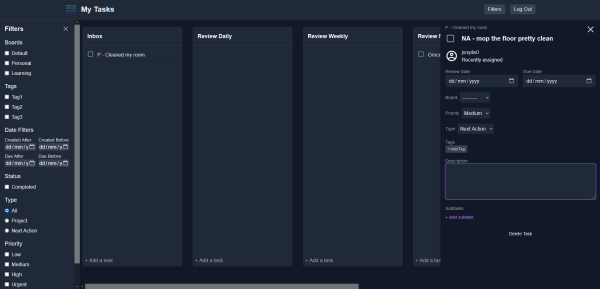 My Tasks
Filters
Log Out
Filters
Boards
Default
Personal
Learning
Tags
Tag1
Tag2
Tag3
Date Filters
Created After
Created Before
dd/mm/y
dd/mm/y
Due After
Due Before
dd/mm/y
dd/mm/y
Status
Completed
Type
All
Project
Next Action
Priority
Low
Medium
High
Urgent
Inbox
P - Cleaned my room
+ Add a task
Review Daily
+ Add a task
Review Weekly
+ Add a task
Review
Groc
+ Add a tas
P - Cleaned my room
NA - mop the floor pretty clean
Recently assigned
Review Date
Due Date
dd/mm/yyyy
dd/mm/yyyy
Board
---------
Priority
Medium
Type
Next Action
Tags
+ Add Tag
Description
Subtasks
+ Add subtask
Delete Task